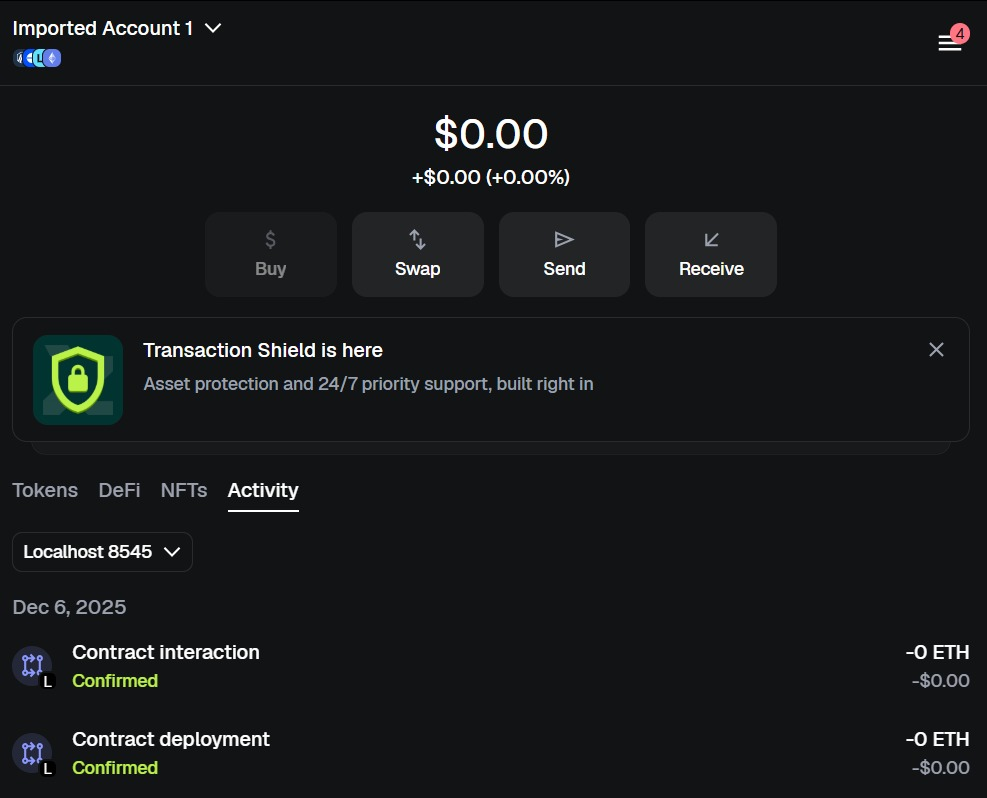 Imported Account 1
4
$0.00
+$0.00 (+0.00%)
$
Buy
Swap
Send
Receive
Transaction Shield is here
Asset protection and 24/7 priority support, built right in
Tokens DeFi NFTs Activity
Localhost 8545
Dec 6, 2025
Contract interaction -0 ETH
L Confirmed -$0.00
Contract deployment -0 ETH
L Confirmed -$0.00